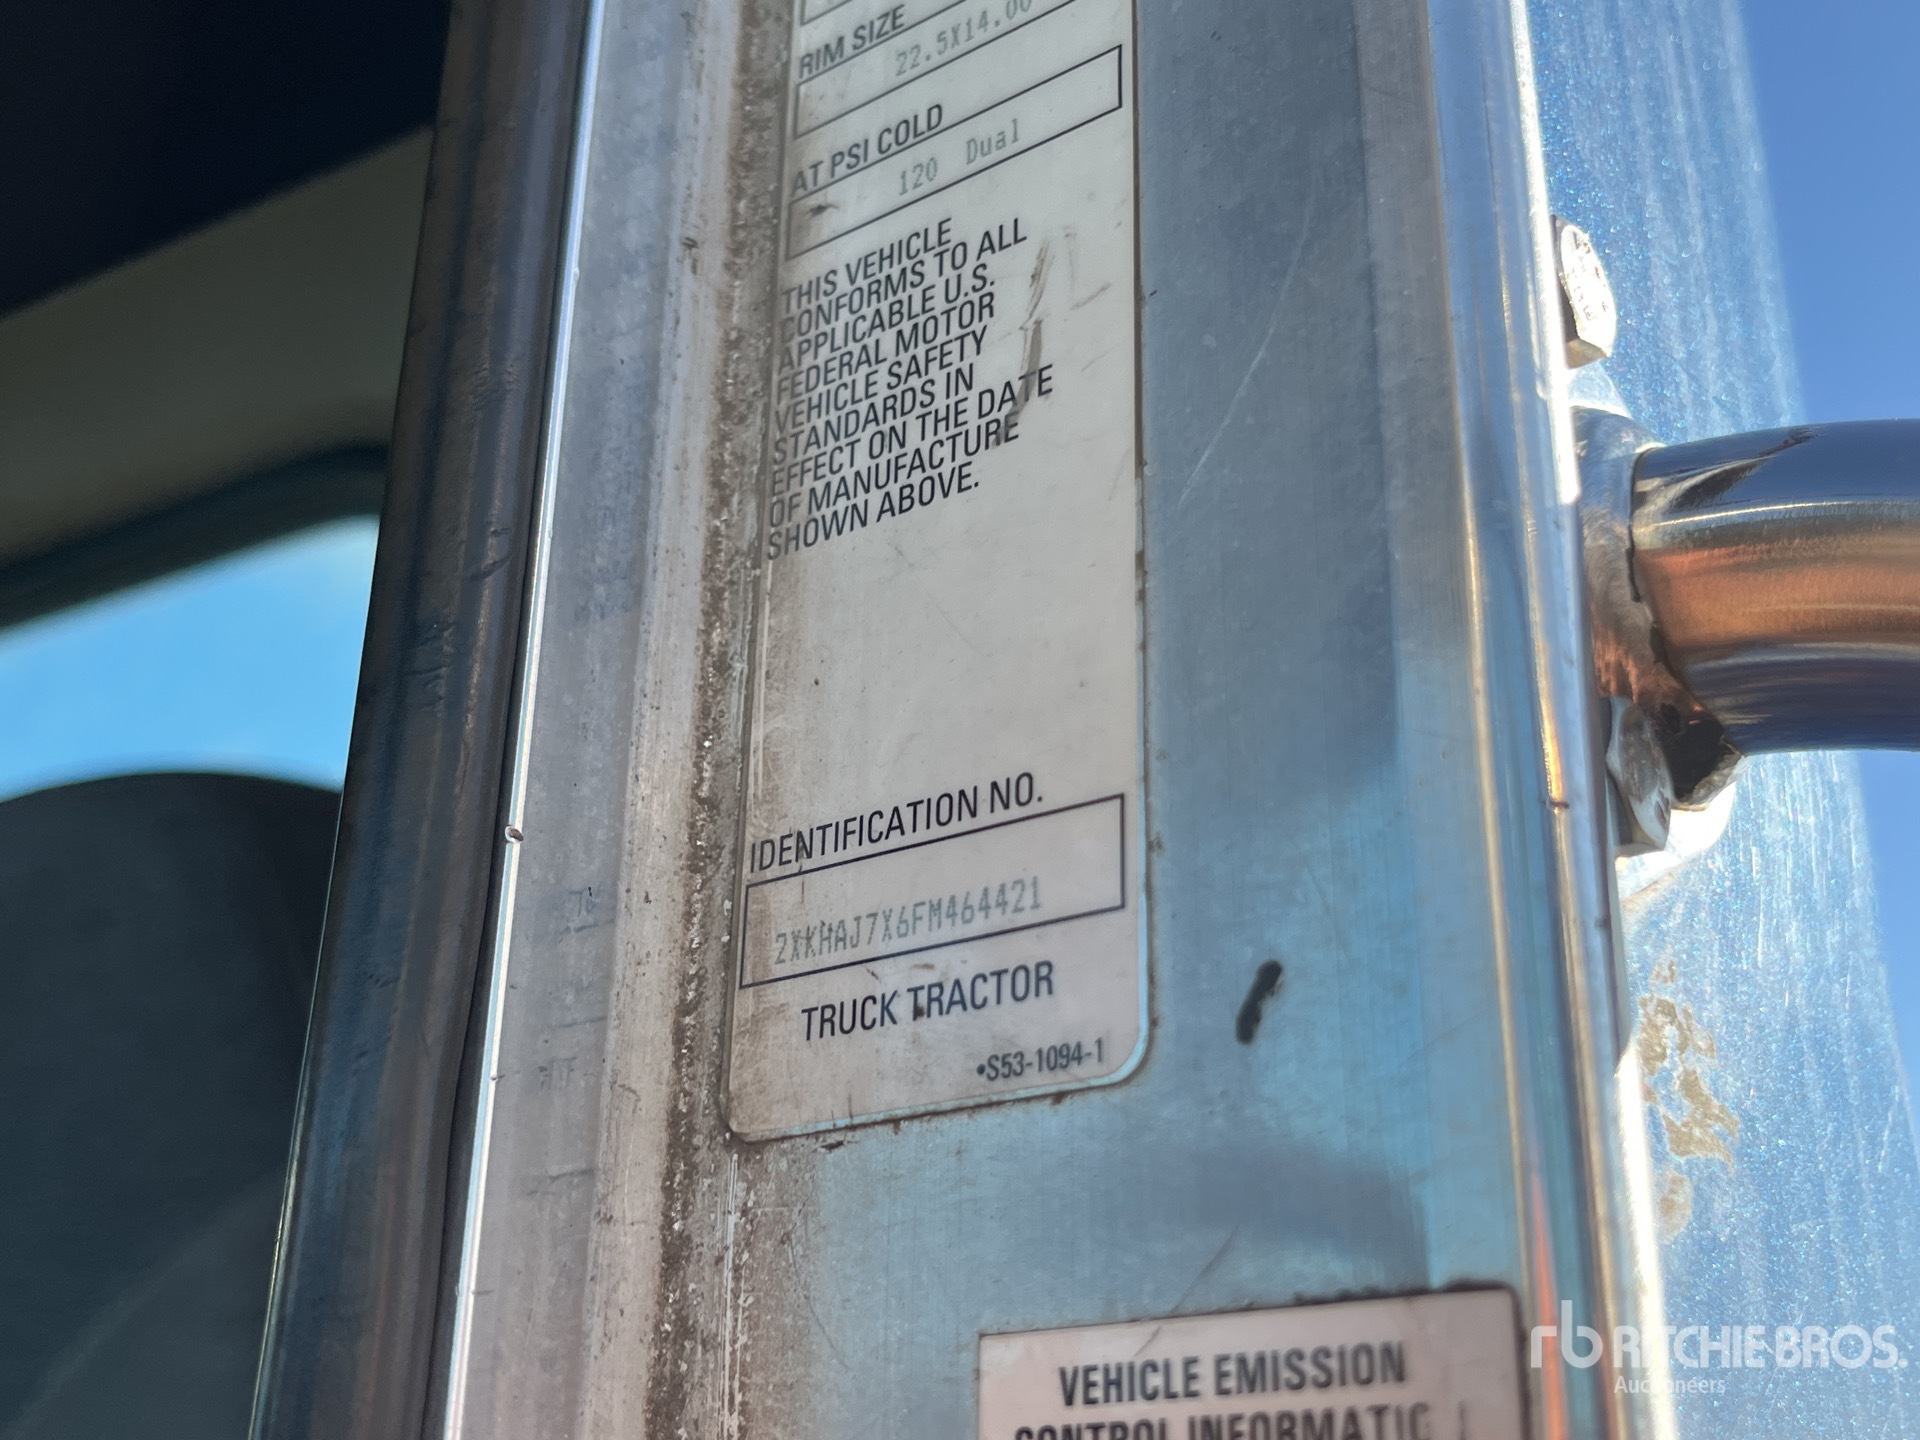 RIM SIZE
22.5X14.00
AT PSI COLD
120 Dual
THIS VEHICLE
CONFORMS TO ALL
APPLICABLE U.S.
FEDERAL MOTOR
VEHICLE SAFETY
STANDARDS IN
EFFECT ON THE DATE
OF MANUFACTURE
SHOWN ABOVE.
IDENTIFICATION NO.
2XKHAJ7X6FM464421
TRUCK TRACTOR
•S53-1094-1
VEHICLE EMISSION
CONTROL INFORMATIC
rb RITCHIE BROS.
Auctioneers